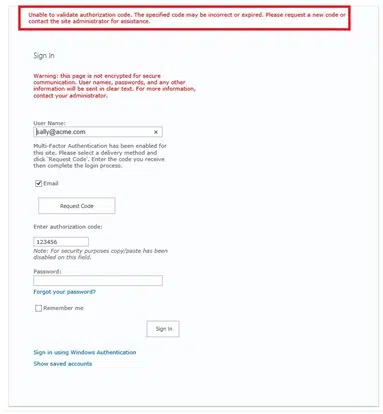 Unable to validate authorization code. The specified code may be incorrect or expired. Please request a new code or
contact the site administrator for assistance.
Sign In
Warning: this page is not encrypted for secure
communication. User names, passwords, and any other
information will be sent in clear text. For more information,
contact your administrator.
User Name:
sally@acme.com ×
Multi-Factor Authentication has been enabled for
this site. Please select a delivery method and
click 'Request Code'. Enter the code you receive
then complete the login process.
Email
Request Code
Enter authorization code:
123456
Note: For security purposes copy/paste has been
disabled on this field.
Password:
Forgot your password?
Remember me
Sign In
Sign in using Windows Authentication
Show saved accounts